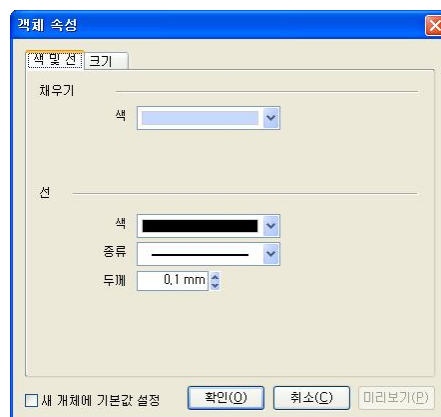 객체 속성
색 및 선 크기
채우기
색
선
색
종류
두께 0.1 mm
새 개체에 기본값 설정 확인(O) 취소(C) 미리보기(P)